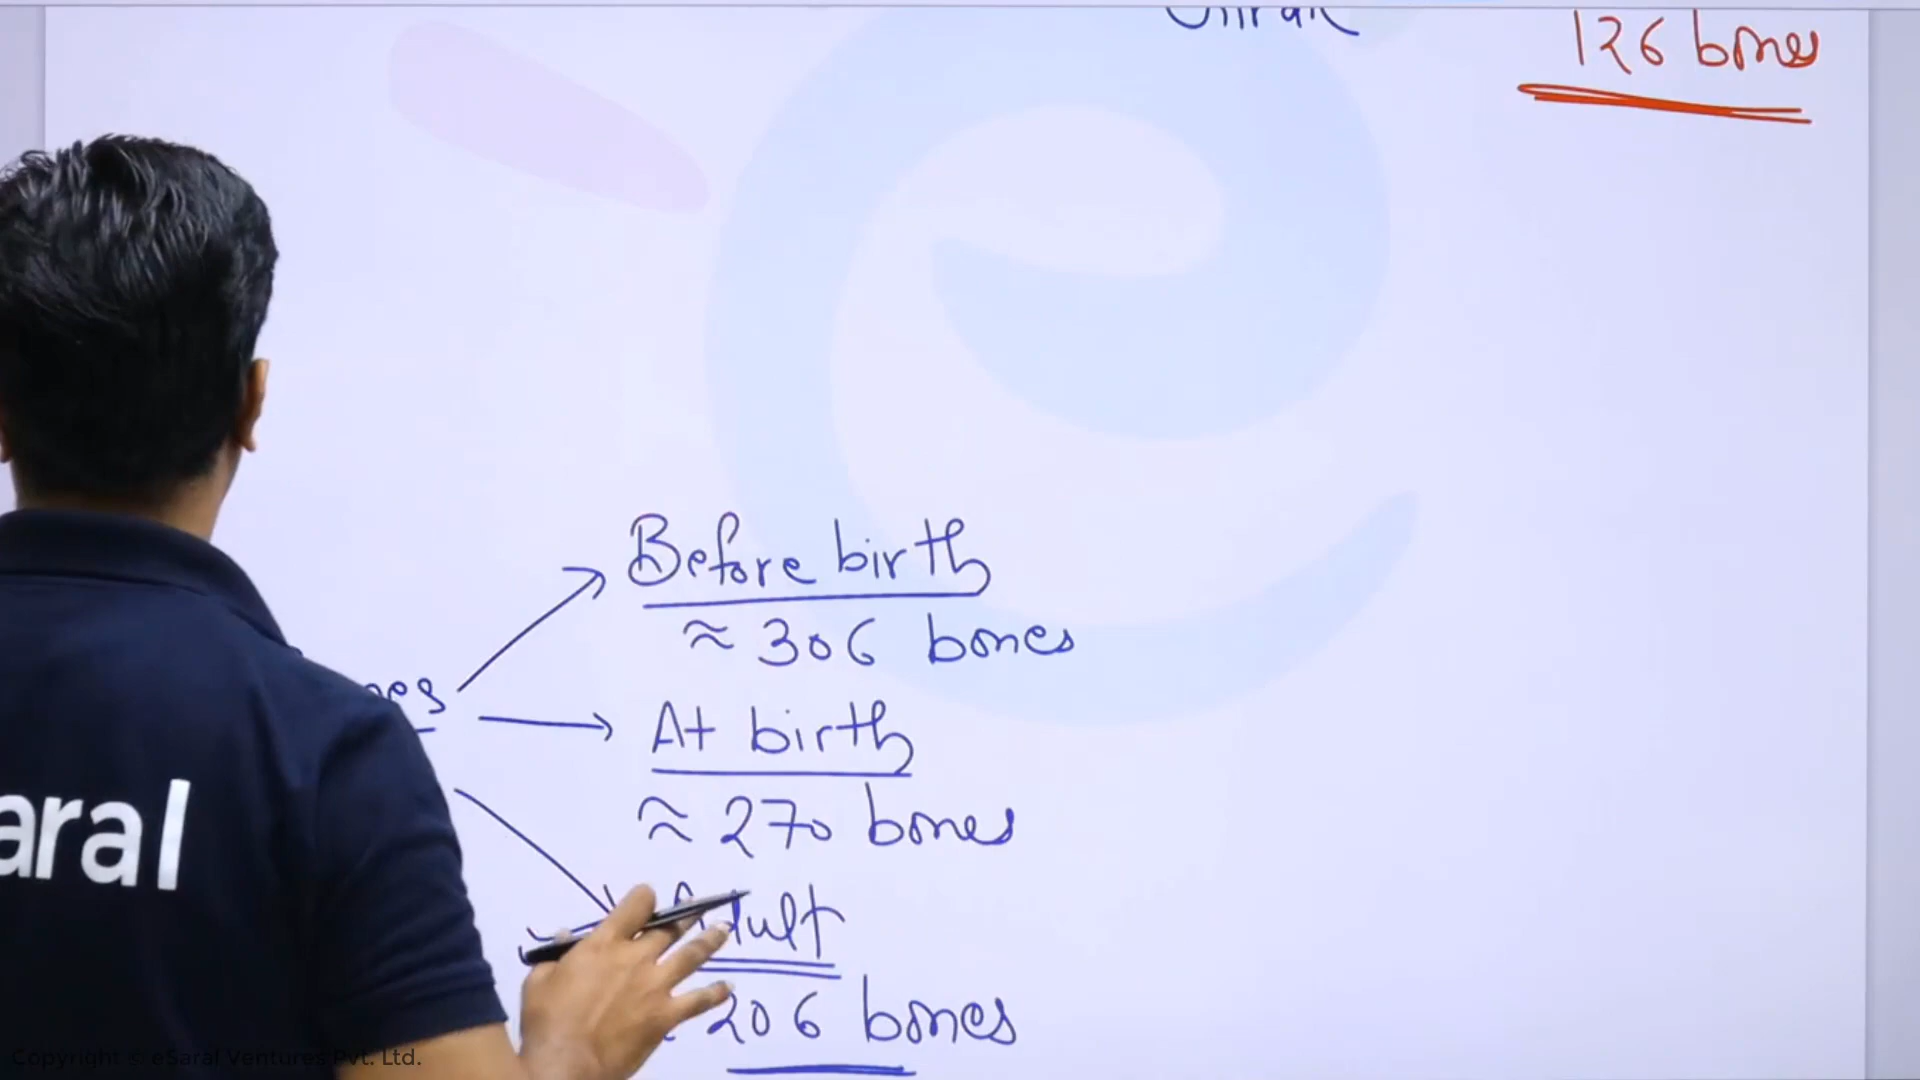 126 bones
Before birth
≈ 306 bones
At birth
≈ 270 bones
Adult
206 bones
aral
Copyright © eSaral Ventures Pvt. Ltd.